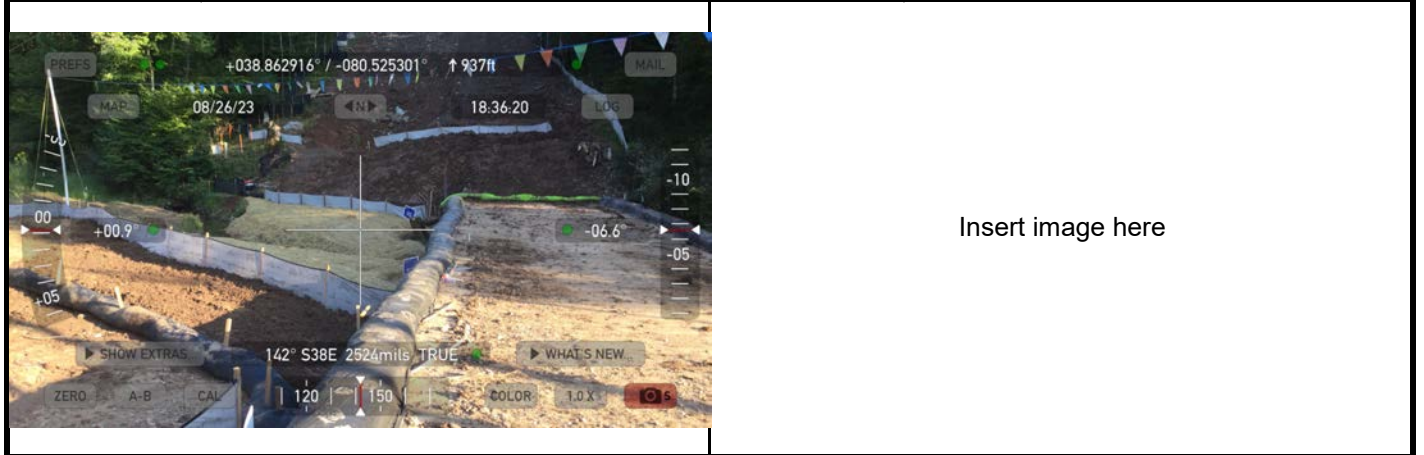 PREFS +038.862916° / -080.525301° ↑ 937ft MAIL
MAP 08/26/23 ◀N▶ 18:36:20 LOG
-10
00 +00.9° -06.6
-05
+05
▶ SHOW EXTRAS 142° S38E 2524mils TRUE ▶ WHAT'S NEW...
ZERO A-B CAL 120 150 COLOR 1.0 X S
Insert image here